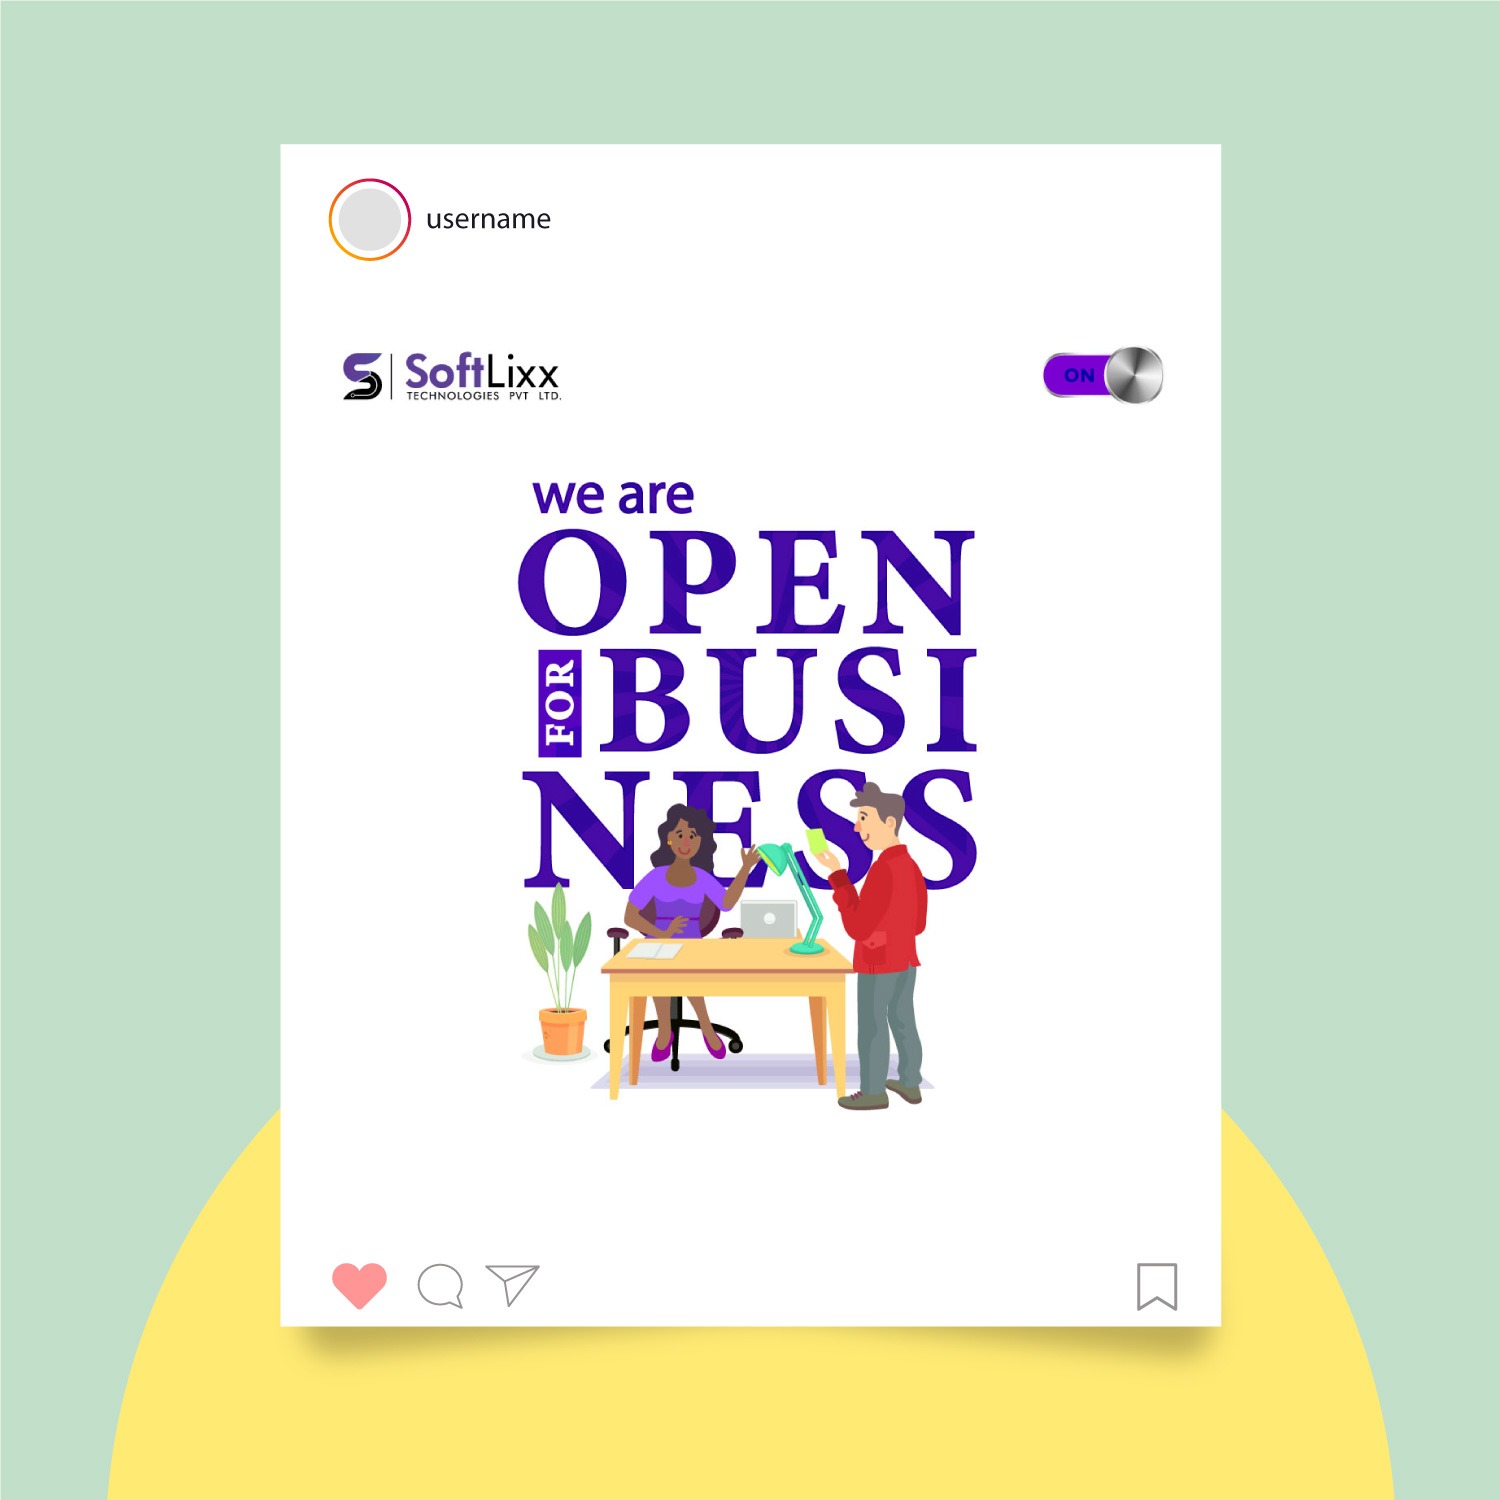 username
SoftLixx
TECHNOLOGIES PVT LTD.
ON
we are
OPEN
FOR
BUSI
NESS